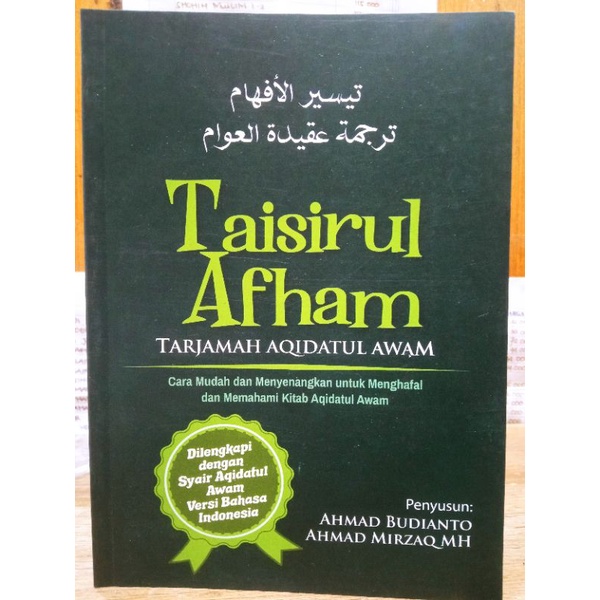 تيسير الأفهام
ترجمة عقيدة العوام
Taisirul
Afham
TARJAMAH AQIDATUL AWAM
Cara Mudah dan Menyenangkan untuk Menghafal
dan Memahami Kitab Aqidatul Awam
Dilengkapi
dengan
Syair Aqidatul
Awam
Versi Bahasa
Indonesia
Penyusun:
AHMAD BUDIANTO
AHMAD MIRZAQ MH